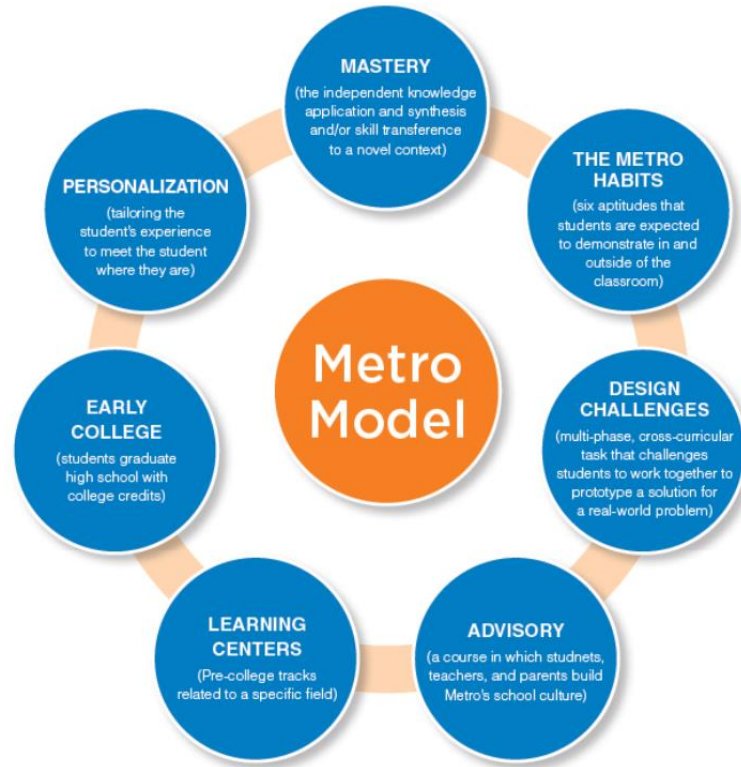 MASTERY
(the independent knowledge
application and synthesis
and/or skill transference
to a novel context)
THE METRO
HABITS
(six aptitudes that
students are expected
to demonstrate in and
outside of the
classroom)
DESIGN
CHALLENGES
(multi-phase, cross-curricular
task that challenges
students to work together to
prototype a solution for
a real-world problem)
ADVISORY
(a course in which studnets,
teachers, and parents build
Metro's school culture)
LEARNING
CENTERS
(Pre-college tracks
related to a specific field)
EARLY
COLLEGE
(students graduate
high school with
college credits)
PERSONALIZATION
(tailoring the
student's experience
to meet the student
where they are)
Metro
Model